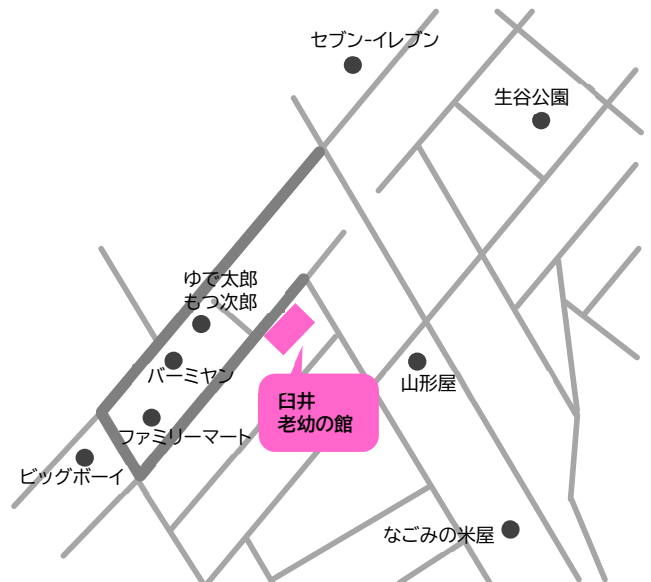 セブン-イレブン
生谷公園
ゆで太郎
もつ次郎
バーミヤン
山形屋
臼井
老幼の館
ファミリーマート
ビッグボーイ
なごみの米屋